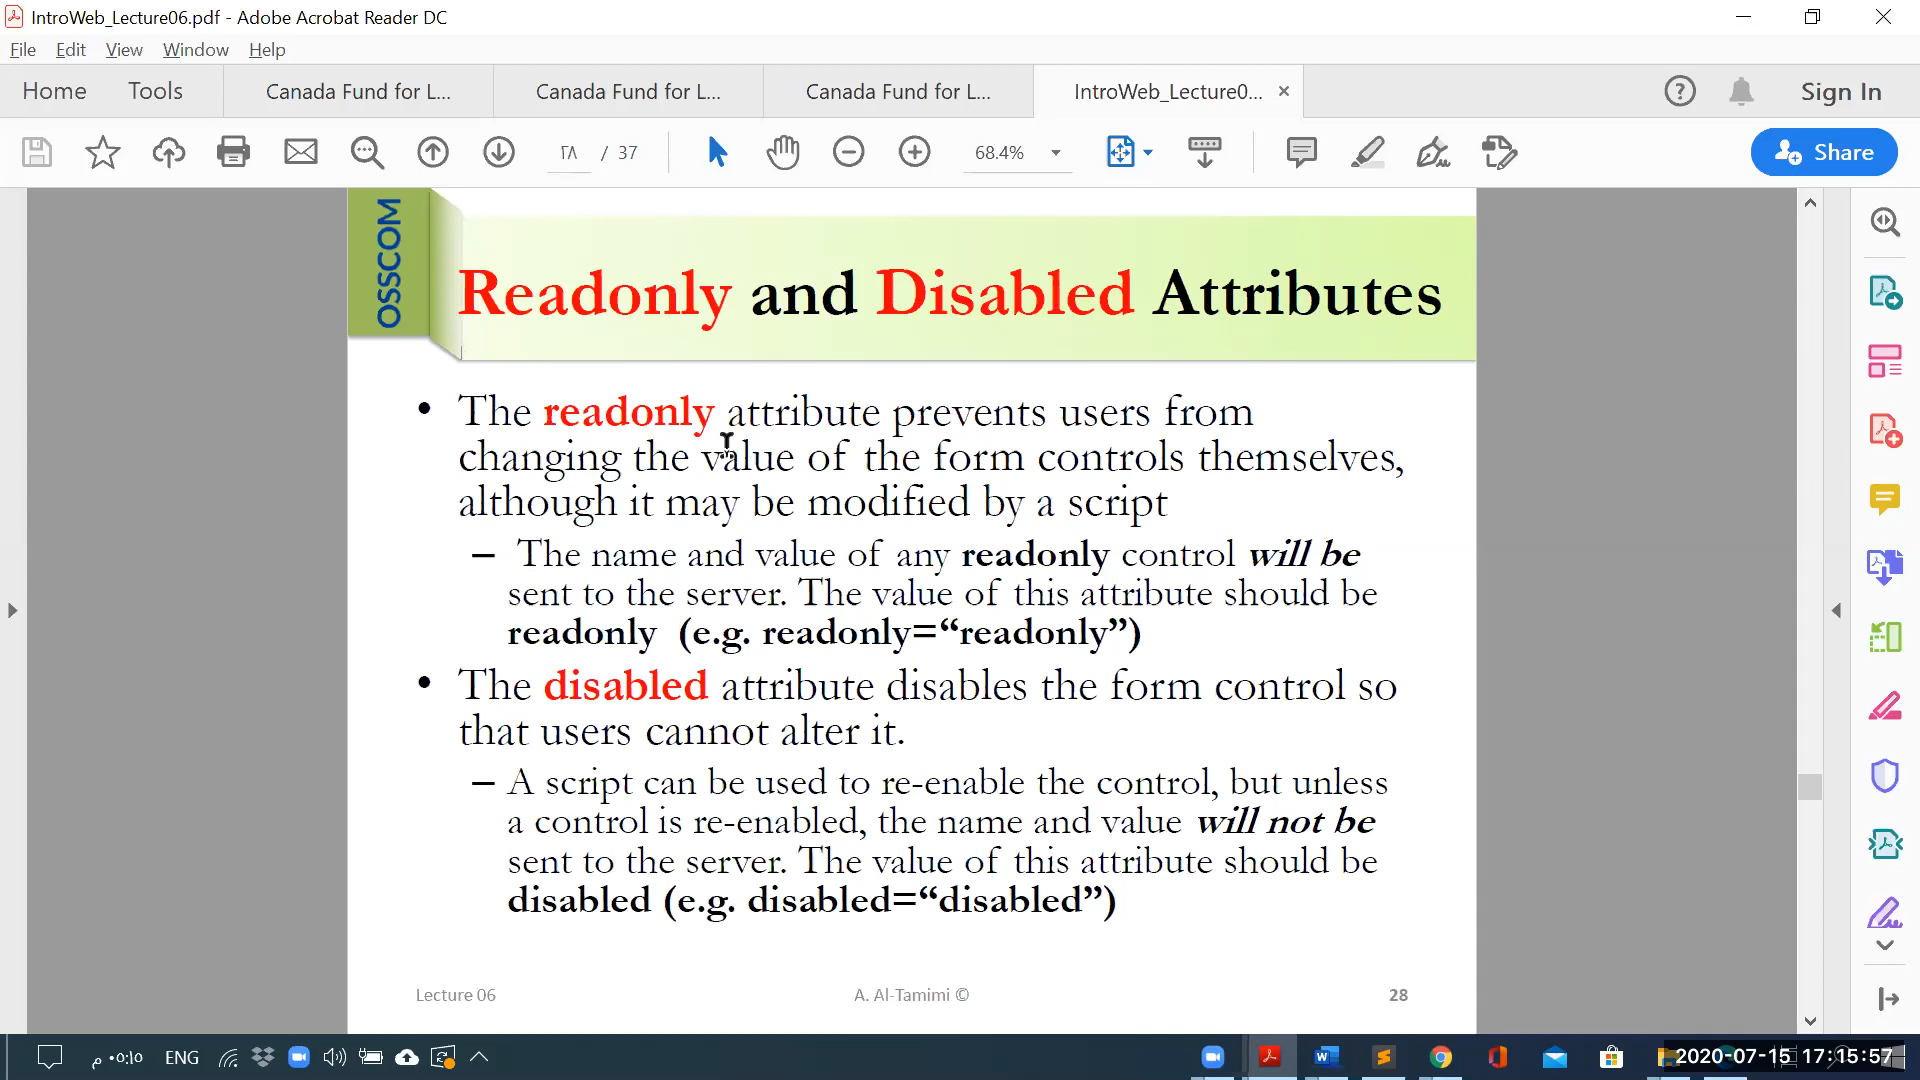 IntroWeb_Lecture06.pdf - Adobe Acrobat Reader DC
File Edit View Window Help
Home Tools Canada Fund for L... Canada Fund for L... Canada Fund for L... IntroWeb_Lecture0... × Sign In
٢٨ / 37 68.4% Share
OSSCOM
Readonly and Disabled Attributes
• The readonly attribute prevents users from
changing the value of the form controls themselves,
although it may be modified by a script
– The name and value of any readonly control will be
sent to the server. The value of this attribute should be
readonly (e.g. readonly=“readonly”)
• The disabled attribute disables the form control so
that users cannot alter it.
– A script can be used to re-enable the control, but unless
a control is re-enabled, the name and value will not be
sent to the server. The value of this attribute should be
disabled (e.g. disabled=“disabled”)
Lecture 06 A. Al-Tamimi © 28
م ٠٥:١٥ ENG 2020-07-15 17:15:57